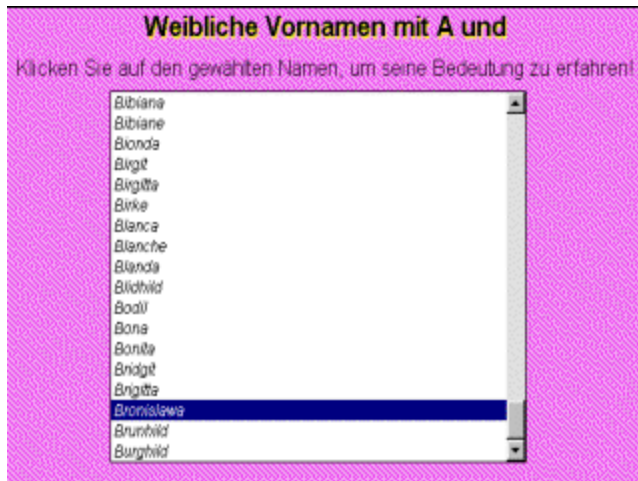 Weibliche Vornamen mit A und
Klicken Sie auf den gewählten Namen, um seine Bedeutung zu erfahren!
Bibiana
Bibiane
Bionda
Birgit
Birgitta
Birke
Blanca
Blanche
Blanda
Blidhild
Bodil
Bona
Bonita
Bridgit
Brigitta
Bronislawa
Brunhild
Burghild